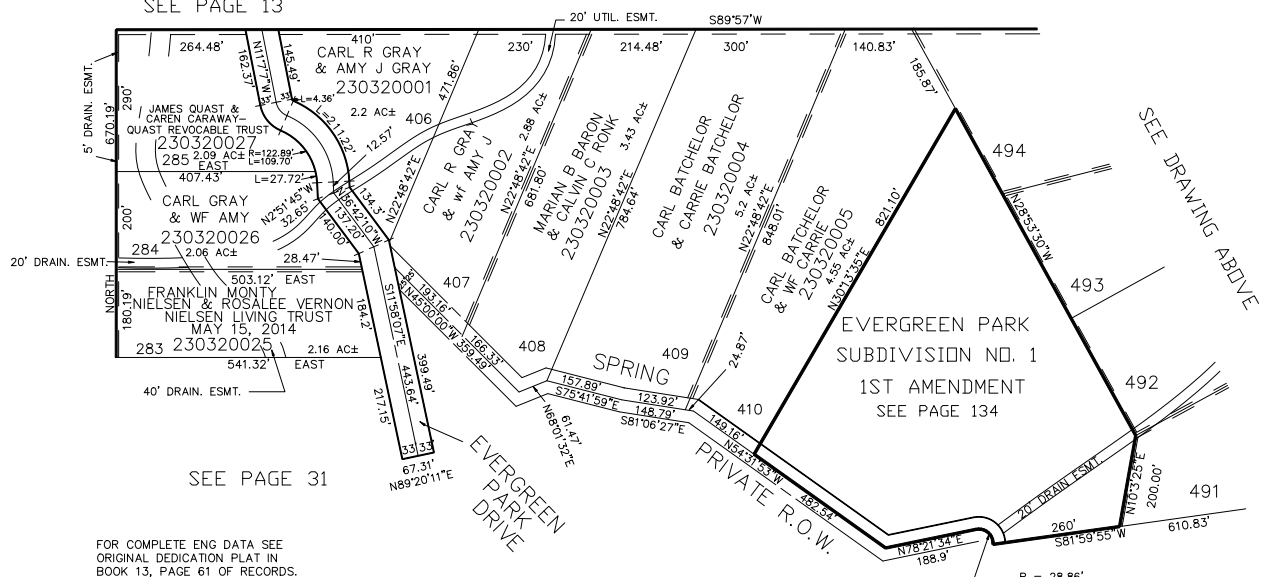 SEE PAGE 13
20' UTIL. ESMT.
S89°57'W
264.48'
410'
230'
214.48'
300'
140.83'
5' DRAIN. ESMT.
670.19'
290'
162.37'
N11°77"W
145.49'
CARL R GRAY
& AMY J GRAY
230320001
2.2 AC±
406
471.86'
185.87'
33' 33'
L=4.36'
L=211.22'
12.57'
JAMES QUAST &
CAREN CARAWAY-
QUAST REVOCABLE TRUST
230320027
285
2.09 AC±
R=122.89'
L=109.70'
EAST
407.43'
L=27.72'
CARL GRAY
& WF AMY
230320026
2.06 AC±
200'
284
N2°51'45"W
32.65'
N36°42'10"W
137.20'
140.00'
134.3'
28.47'
N22°48'42"E
CARL R GRAY
& wf AMY J
230320002
2.88 AC±
N22°48'42"E
681.80'
MARIAN B BARON
& CALVIN C RONK
230320003
3.43 AC±
N22°48'42"E
784.64'
CARL BATCHELOR
& CARRIE BATCHELOR
230320004
5.2 AC±
N22°48'42"E
848.01'
CARL BATCHELOR
& WF CARRIE
230320005
4.55 AC±
N30°13'35"E
821.10'
494
N28°53'30"W
493
492
491
SEE DRAWING ABOVE
20' DRAIN. ESMT.
NORTH
180.19'
503.12'
EAST
FRANKLIN MONTY
NIELSEN & ROSALEE VERNON
NIELSEN LIVING TRUST
MAY 15, 2014
230320025
283
2.16 AC±
541.32'
EAST
40' DRAIN. ESMT.
184.2'
S11°58'07"E
399.49'
443.64'
217.15'
33' 33'
67.31'
N89°20'11"E
407
193.16'
N45°00'00"W
359.49'
166.33'
408
N68°01'32"E
61.47'
SPRING
409
157.89'
S75°41'59"E
123.92'
148.79'
S81°06'27"E
24.87'
410
149.16'
N54°31'53"W
482.54'
PRIVATE R.O.W.
EVERGREEN PARK
SUBDIVISION NO. 1
1ST AMENDMENT
SEE PAGE 134
20' DRAIN ESMT.
N10°3'25"E
200.00'
260'
S81°59'55"W
610.83'
N78°21'34"E
188.9'
EVERGREEN
PARK
DRIVE
SEE PAGE 31
FOR COMPLETE ENG DATA SEE
ORIGINAL DEDICATION PLAT IN
BOOK 13, PAGE 61 OF RECORDS.
R = 28.86'